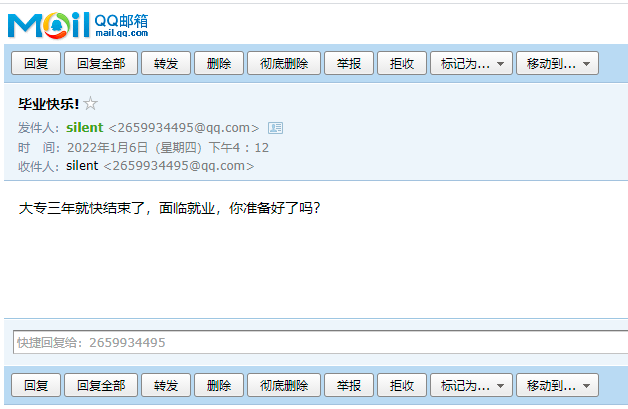 Mail QQ邮箱
mail.qq.com
回复 回复全部 转发 删除 彻底删除 举报 拒收 标记为... 移动到...
毕业快乐!
发件人：silent <2659934495@qq.com>
时 间：2022年1月6日（星期四）下午4：12
收件人：silent <2659934495@qq.com>
大专三年就快结束了，面临就业，你准备好了吗？
快捷回复给：2659934495
回复 回复全部 转发 删除 彻底删除 举报 拒收 标记为... 移动到...